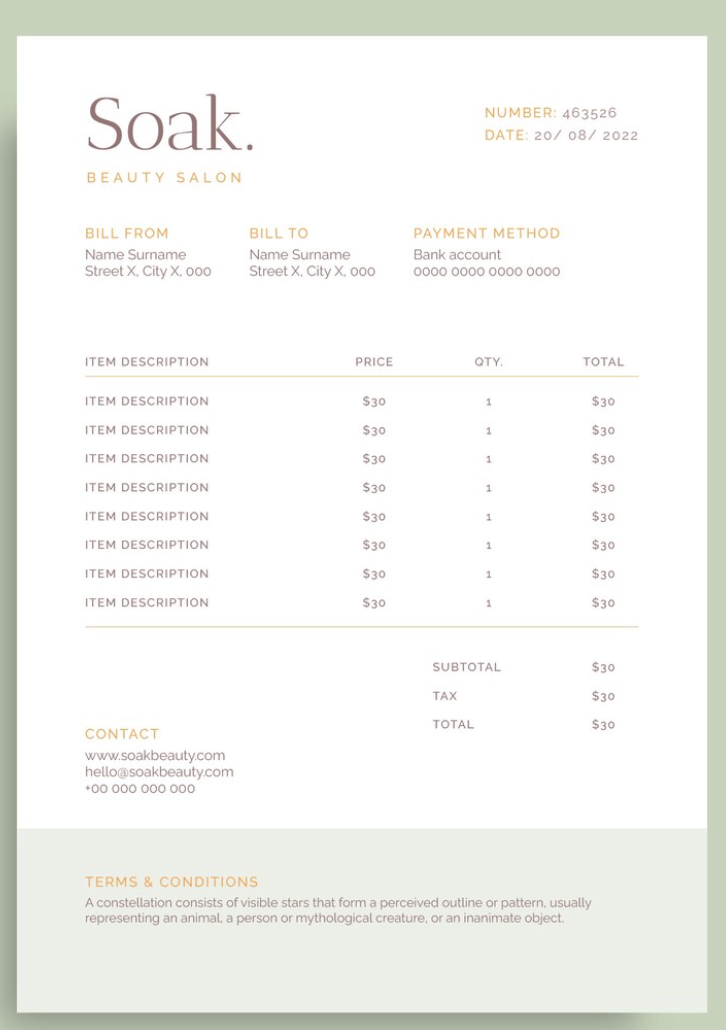 Soak.
BEAUTY SALON
NUMBER: 463526
DATE: 20/ 08/ 2022
BILL FROM
Name Surname
Street X, City X, 000
BILL TO
Name Surname
Street X, City X, 000
PAYMENT METHOD
Bank account
0000 0000 0000 0000
ITEM DESCRIPTION PRICE QTY. TOTAL
ITEM DESCRIPTION $30 1 $30
ITEM DESCRIPTION $30 1 $30
ITEM DESCRIPTION $30 1 $30
ITEM DESCRIPTION $30 1 $30
ITEM DESCRIPTION $30 1 $30
ITEM DESCRIPTION $30 1 $30
ITEM DESCRIPTION $30 1 $30
ITEM DESCRIPTION $30 1 $30
SUBTOTAL $30
TAX $30
TOTAL $30
CONTACT
www.soakbeauty.com
hello@soakbeauty.com
+00 000 000 000
TERMS & CONDITIONS
A constellation consists of visible stars that form a perceived outline or pattern, usually
representing an animal, a person or mythological creature, or an inanimate object.